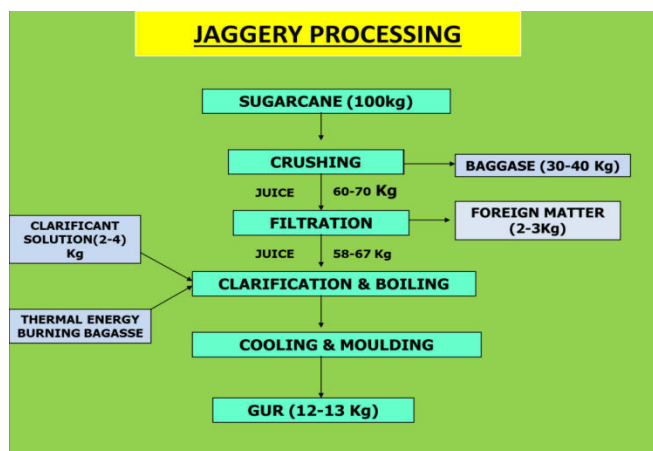 JAGGERY PROCESSING
SUGARCANE (100kg)
CRUSHING
BAGGASE (30-40 Kg)
JUICE 60-70 Kg
FILTRATION
FOREIGN MATTER
(2-3Kg)
CLARIFICANT
SOLUTION(2-4)
Kg
JUICE 58-67 Kg
CLARIFICATION & BOILING
THERMAL ENERGY
BURNING BAGASSE
COOLING & MOULDING
GUR (12-13 Kg)